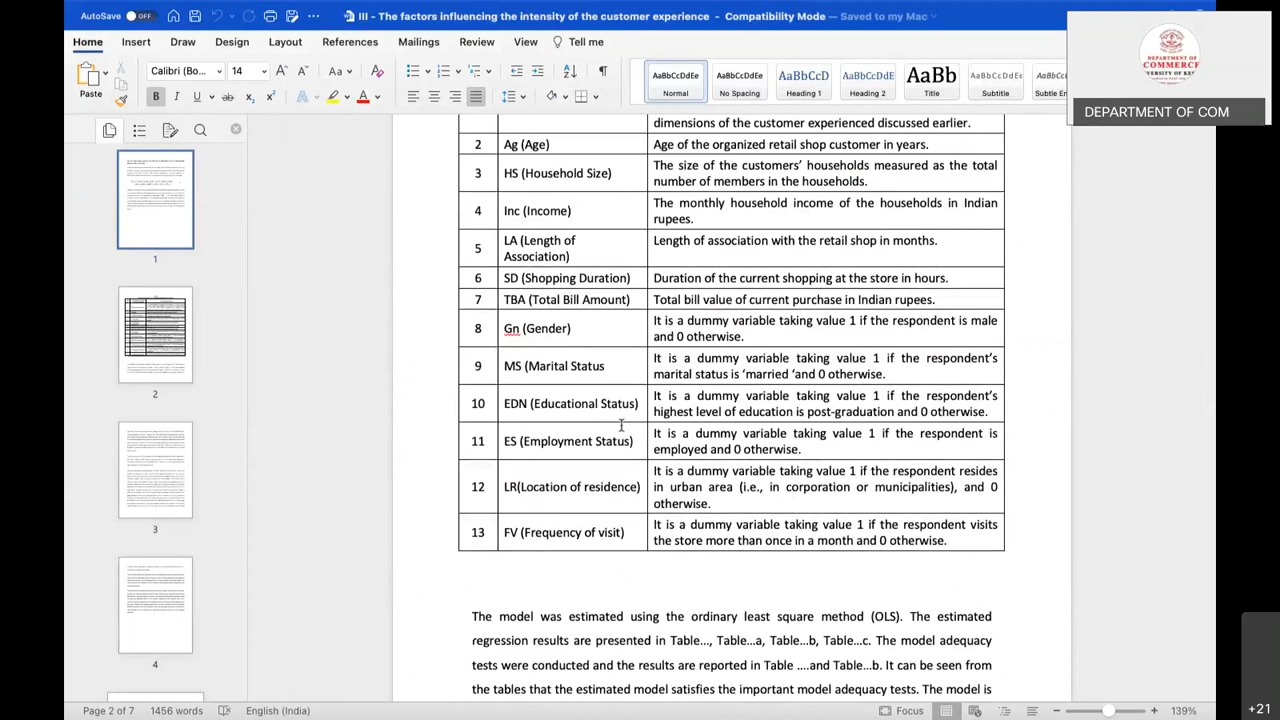 AutoSave OFF
III - The factors influencing the intensity of the customer experience - Compatibility Mode — Saved to my Mac
Home Insert Draw Design Layout References Mailings Review View Tell me
Paste
Calibri (Bo... 14
AaBbCcDdE AaBbCcDdE AaBbCcD AaBbCcDdE AaBb AaBbCcDdE AaBbCcDdE
Normal No Spacing Heading 1 Heading 2 Title Subtitle Subtle En
DEPARTMENT OF
COMMERCE
DEPARTMENT OF COM
dimensions of the customer experienced discussed earlier.
2 Ag (Age) Age of the organized retail shop customer in years.
3 HS (Household Size) The size of the customers’ households measured as the total
number of members in the households.
4 Inc (Income) The monthly household income of the households in Indian
rupees.
5 LA (Length of
Association) Length of association with the retail shop in months.
6 SD (Shopping Duration) Duration of the current shopping at the store in hours.
7 TBA (Total Bill Amount) Total bill value of current purchase in Indian rupees.
8 Gn (Gender) It is a dummy variable taking value 1 if the respondent is male
and 0 otherwise.
9 MS (Marital Status It is a dummy variable taking value 1 if the respondent’s
marital status is ‘married ‘and 0 otherwise.
10 EDN (Educational Status) It is a dummy variable taking value 1 if the respondent’s
highest level of education is post-graduation and 0 otherwise.
11 ES (Employment Status) It is a dummy variable taking value 1 if the respondent is
employed and 0 otherwise.
12 LR(Location of residence) It is a dummy variable taking value 1 if the respondent resides
in urban area (i.e., in corporation or municipalities), and 0
otherwise.
13 FV (Frequency of visit) It is a dummy variable taking value 1 if the respondent visits
the store more than once in a month and 0 otherwise.
The model was estimated using the ordinary least square method (OLS). The estimated
regression results are presented in Table..., Table...a, Table...b, Table...c. The model adequacy
tests were conducted and the results are reported in Table ....and Table...b. It can be seen from
the tables that the estimated model satisfies the important model adequacy tests. The model is
1
2
3
4
Page 2 of 7 1456 words English (India) Focus 139%
+21